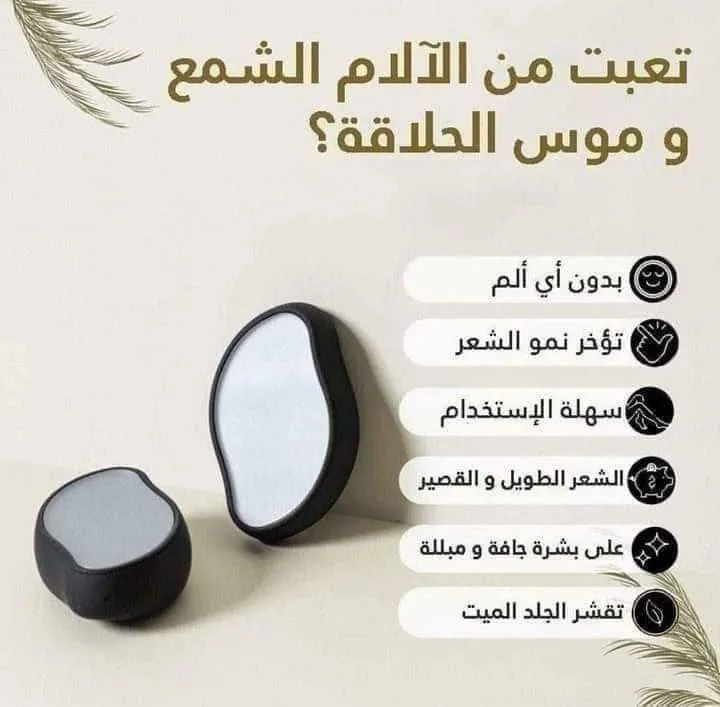 تعبت من الآلام الشمع
و موس الحلاقة؟
بدون أي ألم
تؤخر نمو الشعر
سهلة الإستخدام
الشعر الطويل و القصير
على بشرة جافة و مبللة
تقشر الجلد الميت